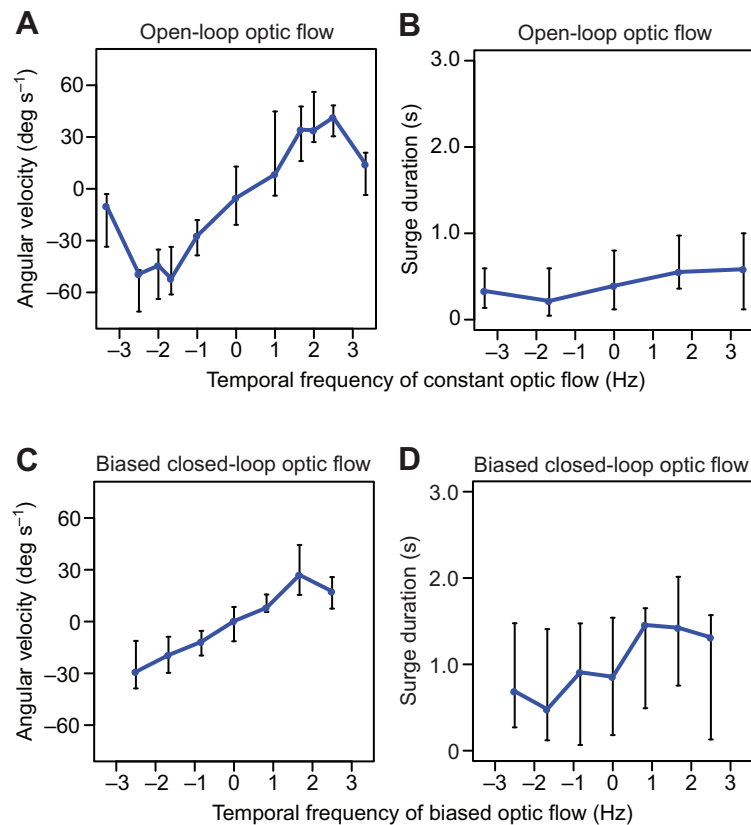 A
Open-loop optic flow
Angular velocity (deg s⁻¹)
60
30
0
–30
–60
–3 –2 –1 0 1 2 3
B
Open-loop optic flow
Surge duration (s)
3.0
2.0
1.0
0
–3 –2 –1 0 1 2 3
Temporal frequency of constant optic flow (Hz)
C
Biased closed-loop optic flow
Angular velocity (deg s⁻¹)
60
30
0
–30
–60
–3 –2 –1 0 1 2 3
D
Biased closed-loop optic flow
Surge duration (s)
3.0
2.0
1.0
0
–3 –2 –1 0 1 2 3
Temporal frequency of biased optic flow (Hz)